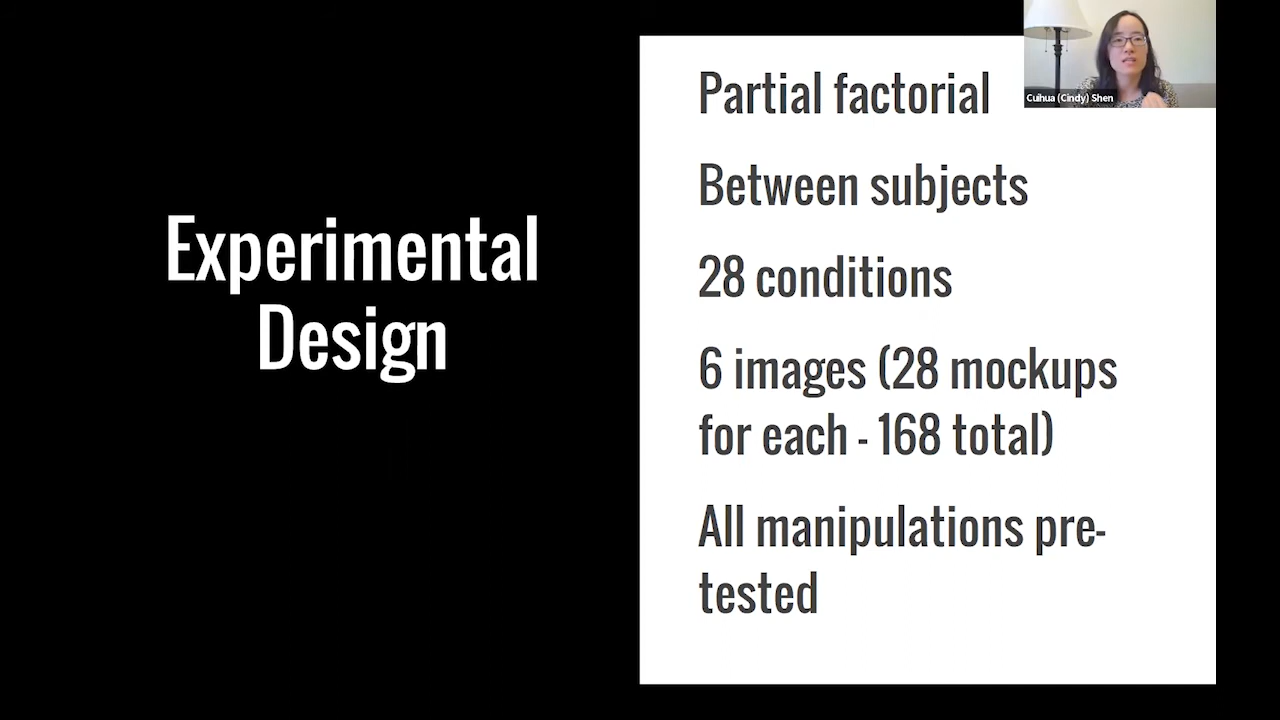 Experimental
Design
Partial factorial
Between subjects
28 conditions
6 images (28 mockups
for each - 168 total)
All manipulations pre-
tested
Cuihua (Cindy) Shen